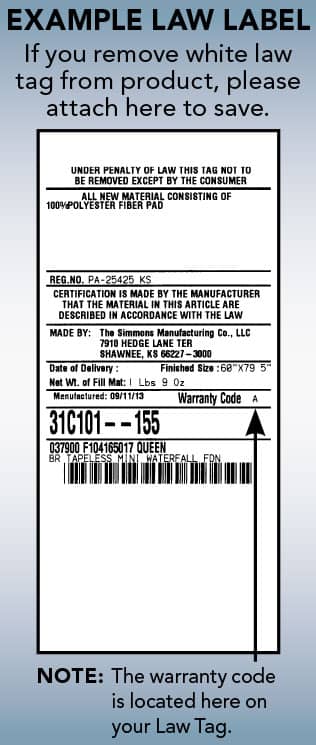 EXAMPLE LAW LABEL
If you remove white law
tag from product, please
attach here to save.
UNDER PENALTY OF LAW THIS TAG NOT TO
BE REMOVED EXCEPT BY THE CONSUMER
ALL NEW MATERIAL CONSISTING OF
100%POLYESTER FIBER PAD
REG.NO. PA-25425 KS
CERTIFICATION IS MADE BY THE MANUFACTURER
THAT THE MATERIAL IN THIS ARTICLE ARE
DESCRIBED IN ACCORDANCE WITH THE LAW
MADE BY: The Simmons Manufacturing Co., LLC
7910 HEDGE LANE TER
SHAWNEE, KS 66227-3000
Date of Delivery : Finished Size :60"X79 5"
Net Wt. of Fill Mat: 1 Lbs 9 Oz
Manufactured: 09/11/13 Warranty Code A
31C101--155
037900 F104165017 QUEEN
BR TAPELESS MINI WATERFALL FDN
NOTE: The warranty code
is located here on
your Law Tag.